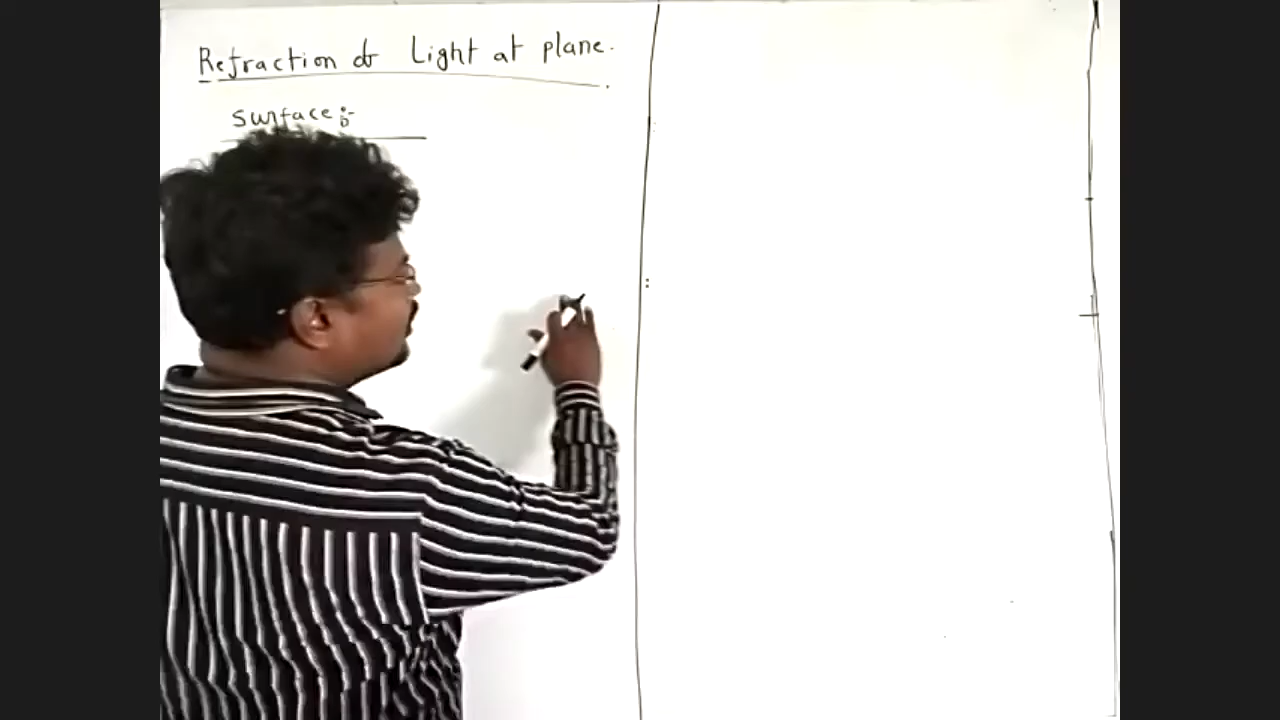 Refraction of Light at plane.
Surface :-